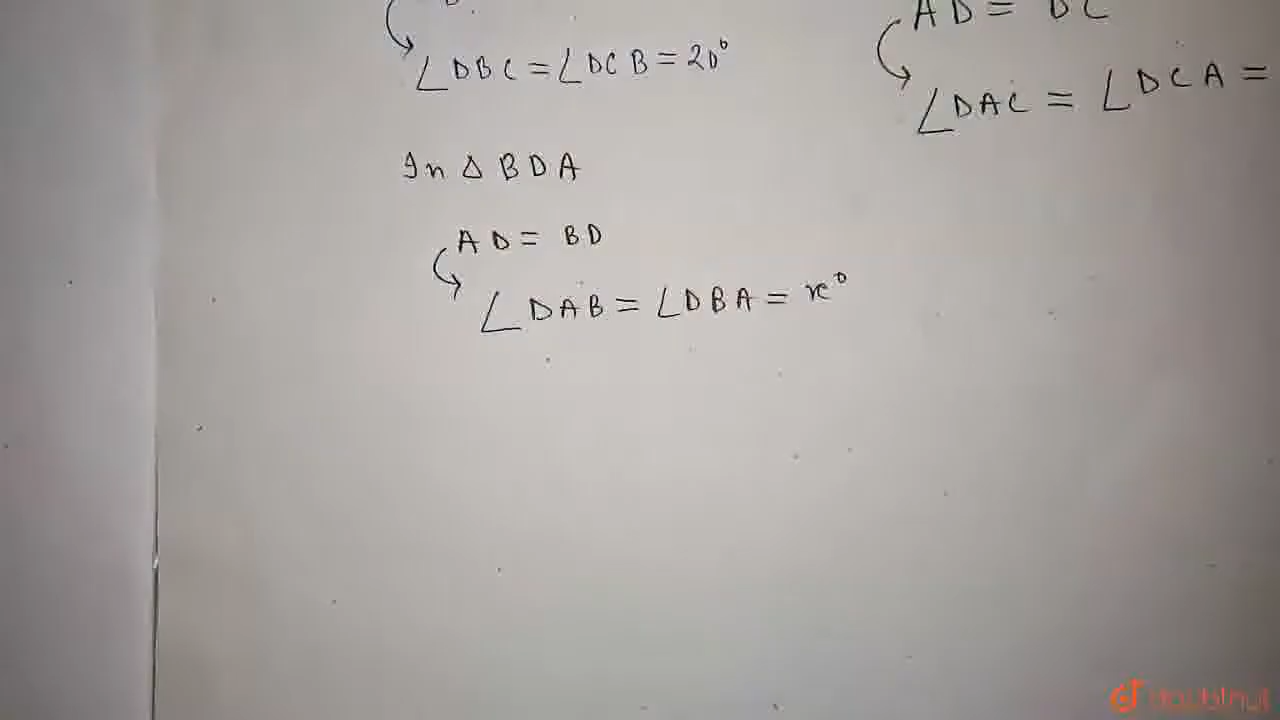 AD = DC
∠DBC = ∠DCB = 20°
∠DAC = ∠DCA =
In Δ BDA
AD = BD
∠DAB = ∠DBA = x°
doubtnut